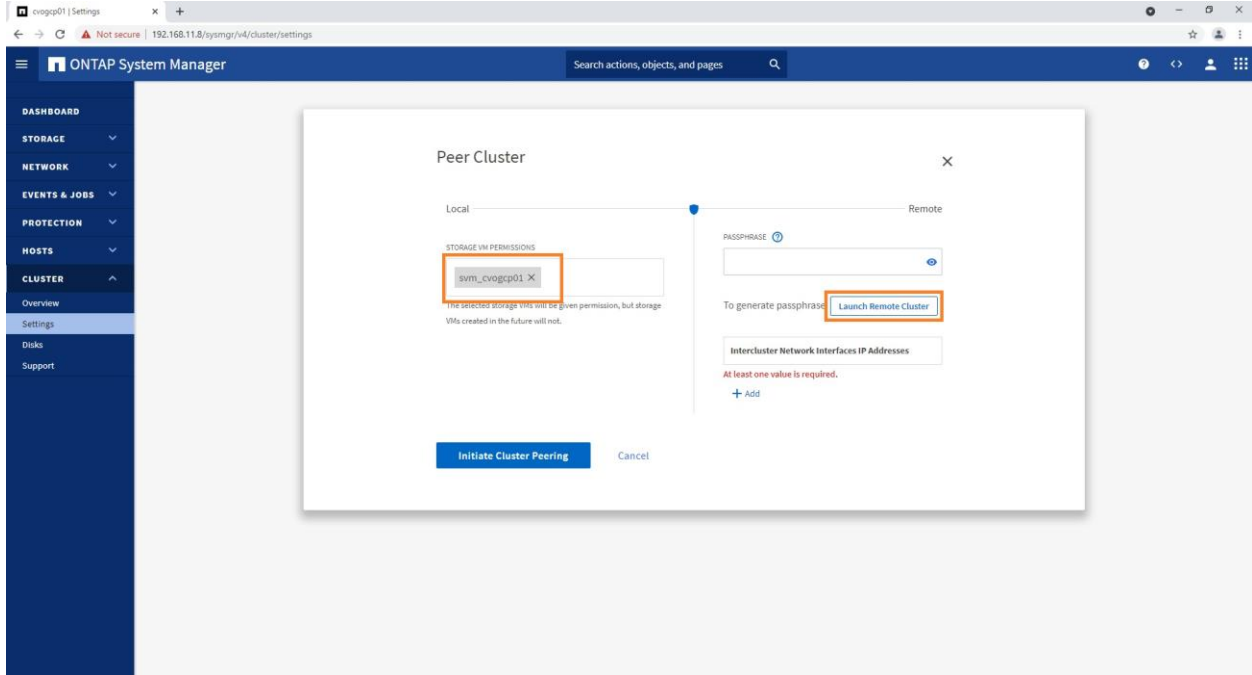 cvogcp01 | Settings
Not secure | 192.168.11.8/sysmgr/v4/cluster/settings
ONTAP System Manager
Search actions, objects, and pages
DASHBOARD
STORAGE
NETWORK
EVENTS & JOBS
PROTECTION
HOSTS
CLUSTER
Overview
Settings
Disks
Support
Peer Cluster
Local
Remote
STORAGE VM PERMISSIONS
svm_cvogcp01
The selected storage VMs will be given permission, but storage
VMs created in the future will not.
PASSPHRASE
To generate passphrase Launch Remote Cluster
Intercluster Network Interfaces IP Addresses
At least one value is required.
+ Add
Initiate Cluster Peering
Cancel